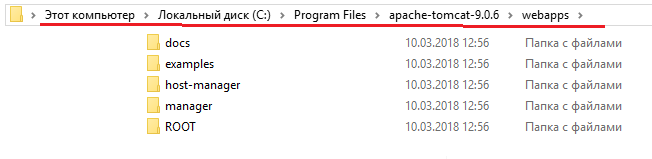 Этот компьютер > Локальный диск (C:) > Program Files > apache-tomcat-9.0.6 > webapps >
docs 10.03.2018 12:56 Папка с файлами
examples 10.03.2018 12:56 Папка с файлами
host-manager 10.03.2018 12:56 Папка с файлами
manager 10.03.2018 12:56 Папка с файлами
ROOT 10.03.2018 12:56 Папка с файлами